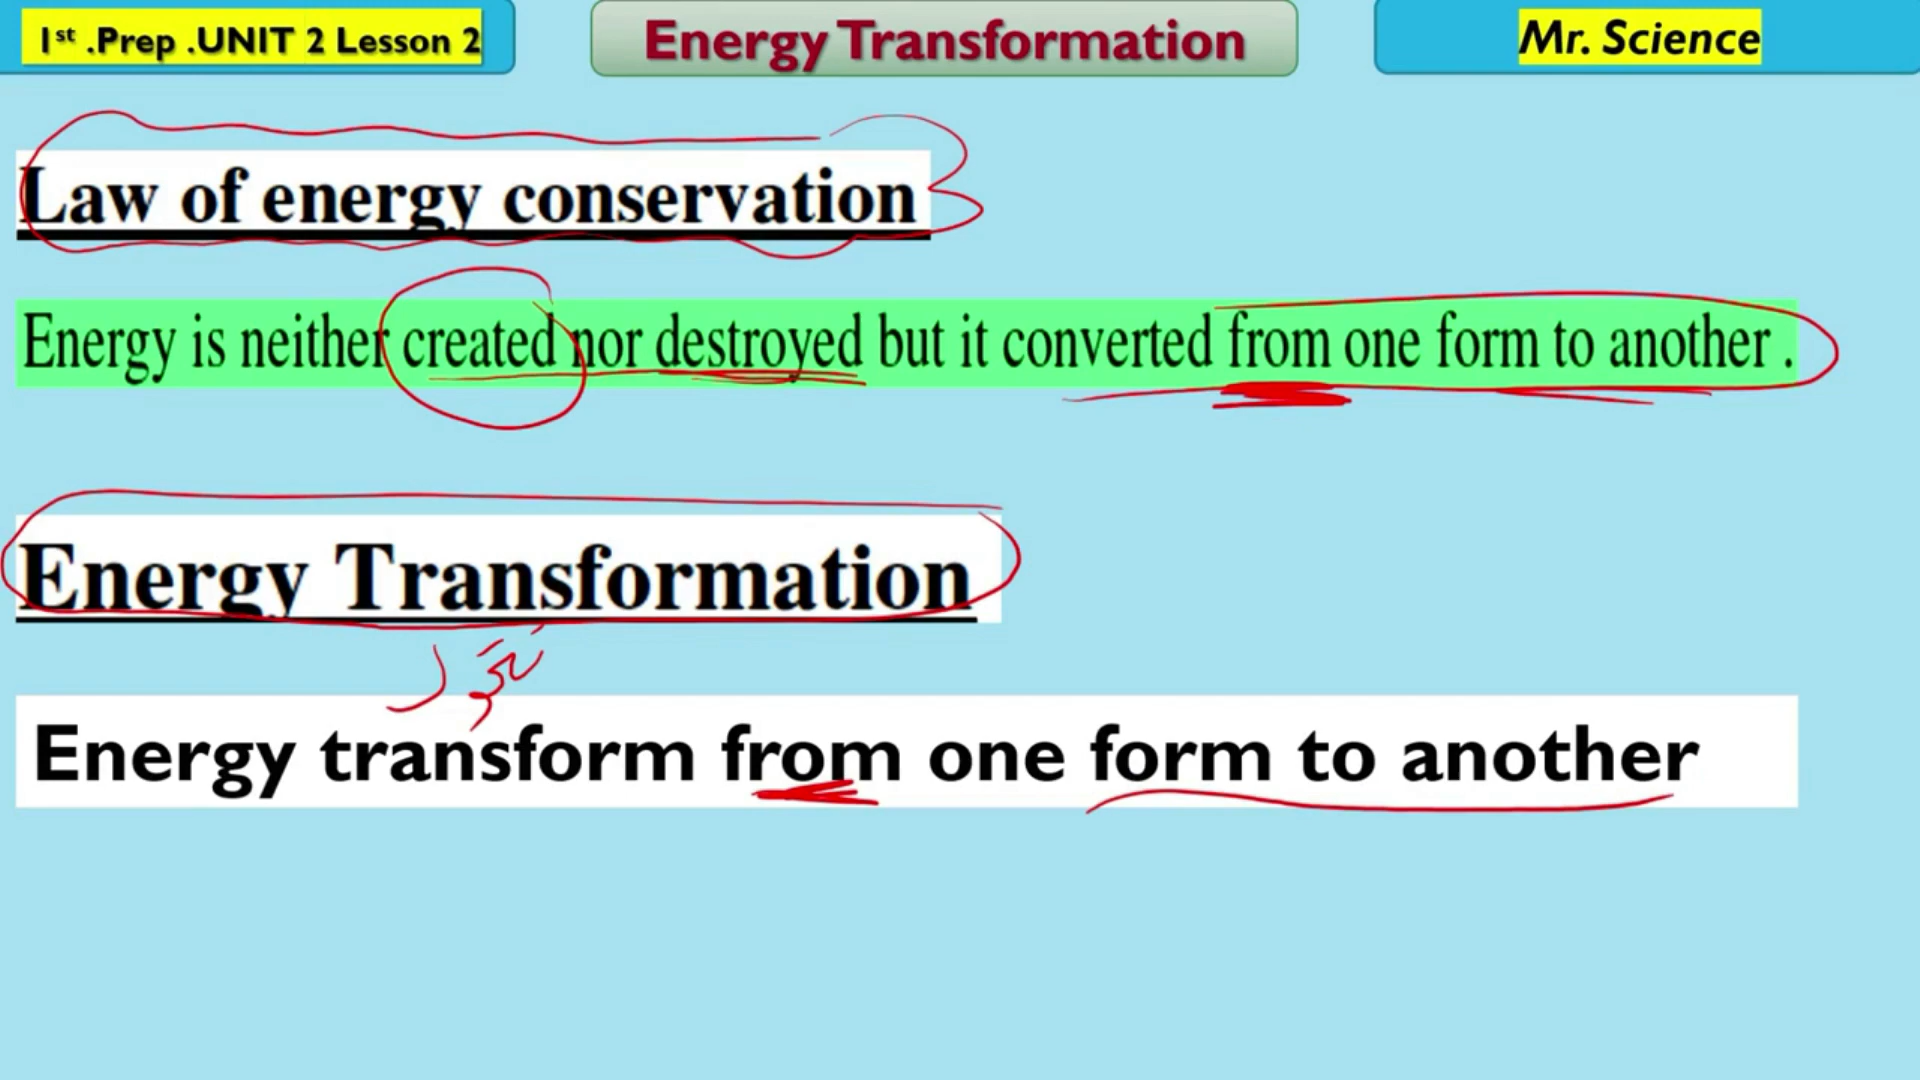 1st .Prep .UNIT 2 Lesson 2
Energy Transformation
Mr. Science
Law of energy conservation
Energy is neither created nor destroyed but it converted from one form to another .
Energy Transformation
Energy transform from one form to another